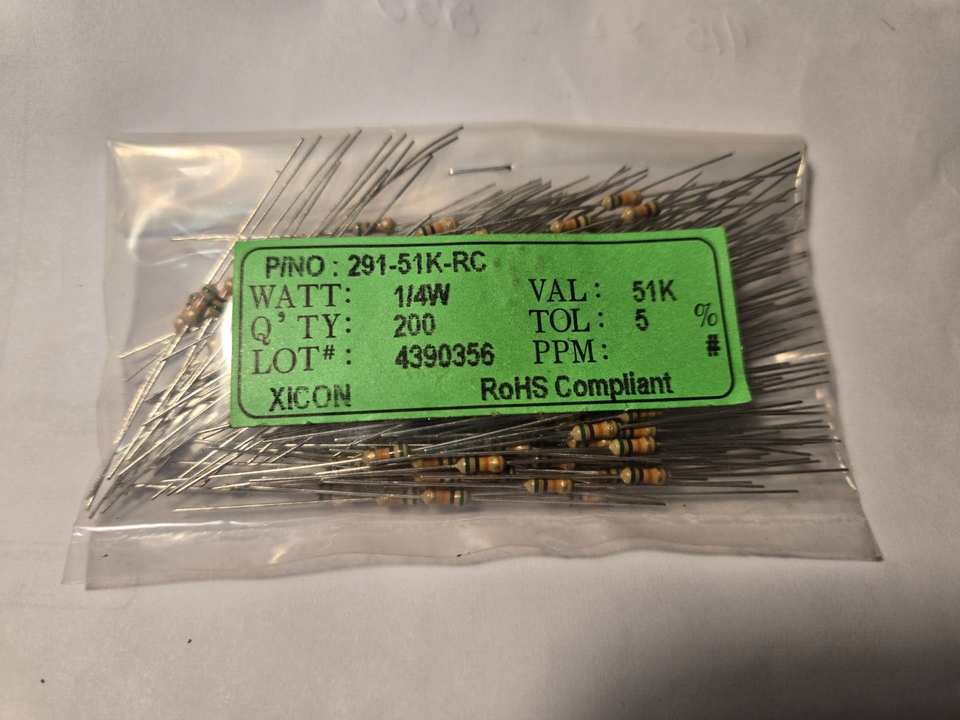 P/NO : 291-51K-RC
WATT: 1/4W VAL: 51K
Q'TY: 200 TOL: 5 %
LOT#: 4390356 PPM: #
XICON RoHS Compliant